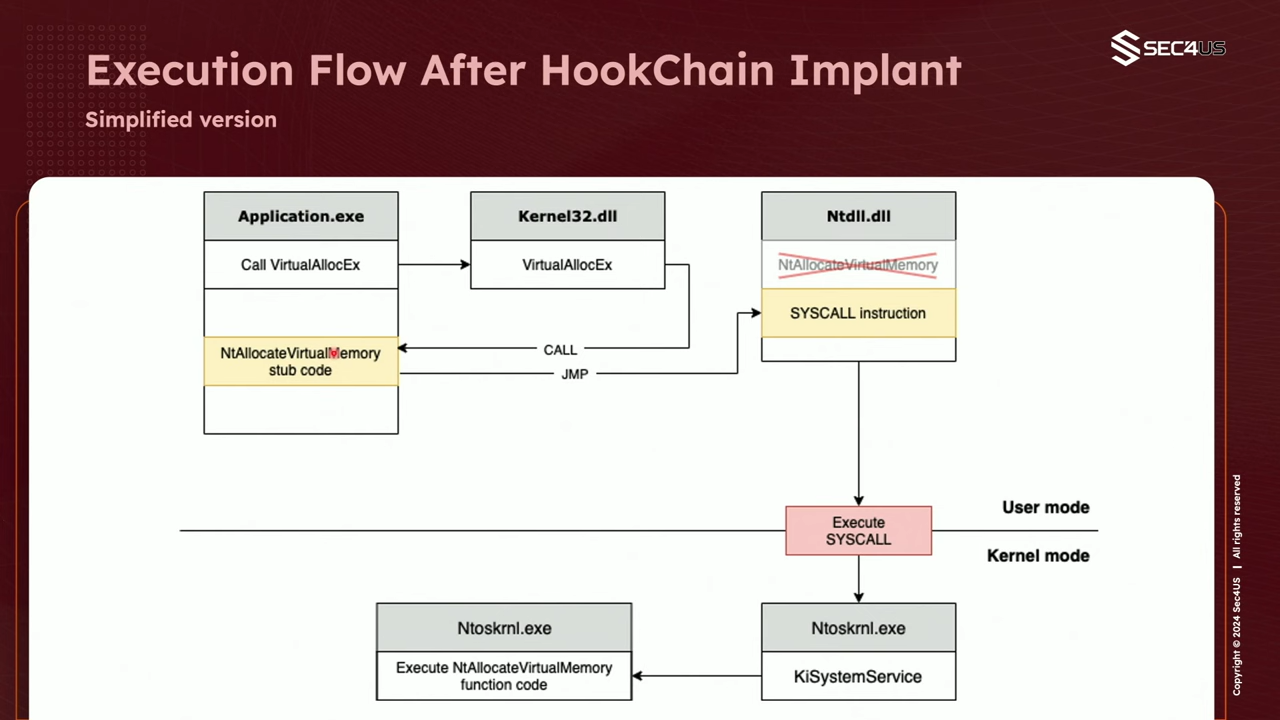 SEC4US
Execution Flow After HookChain Implant
Simplified version
Application.exe
Kernel32.dll
Ntdll.dll
Call VirtualAllocEx
VirtualAllocEx
NtAllocateVirtualMemory
SYSCALL instruction
NtAllocateVirtualMemory
stub code
CALL
JMP
User mode
Execute
SYSCALL
Kernel mode
Ntoskrnl.exe
Ntoskrnl.exe
Execute NtAllocateVirtualMemory
function code
KiSystemService
Copyright © 2024 Sec4US | All rights reserved